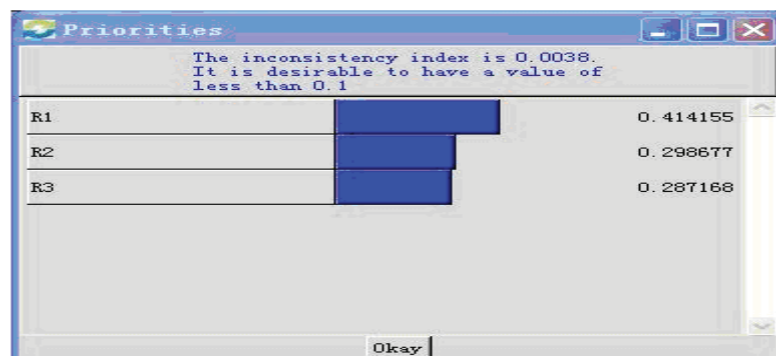 Priorities
The inconsistency index is 0.0038.
It is desirable to have a value of
less than 0.1
R1 0.414155
R2 0.298677
R3 0.287168
Okay